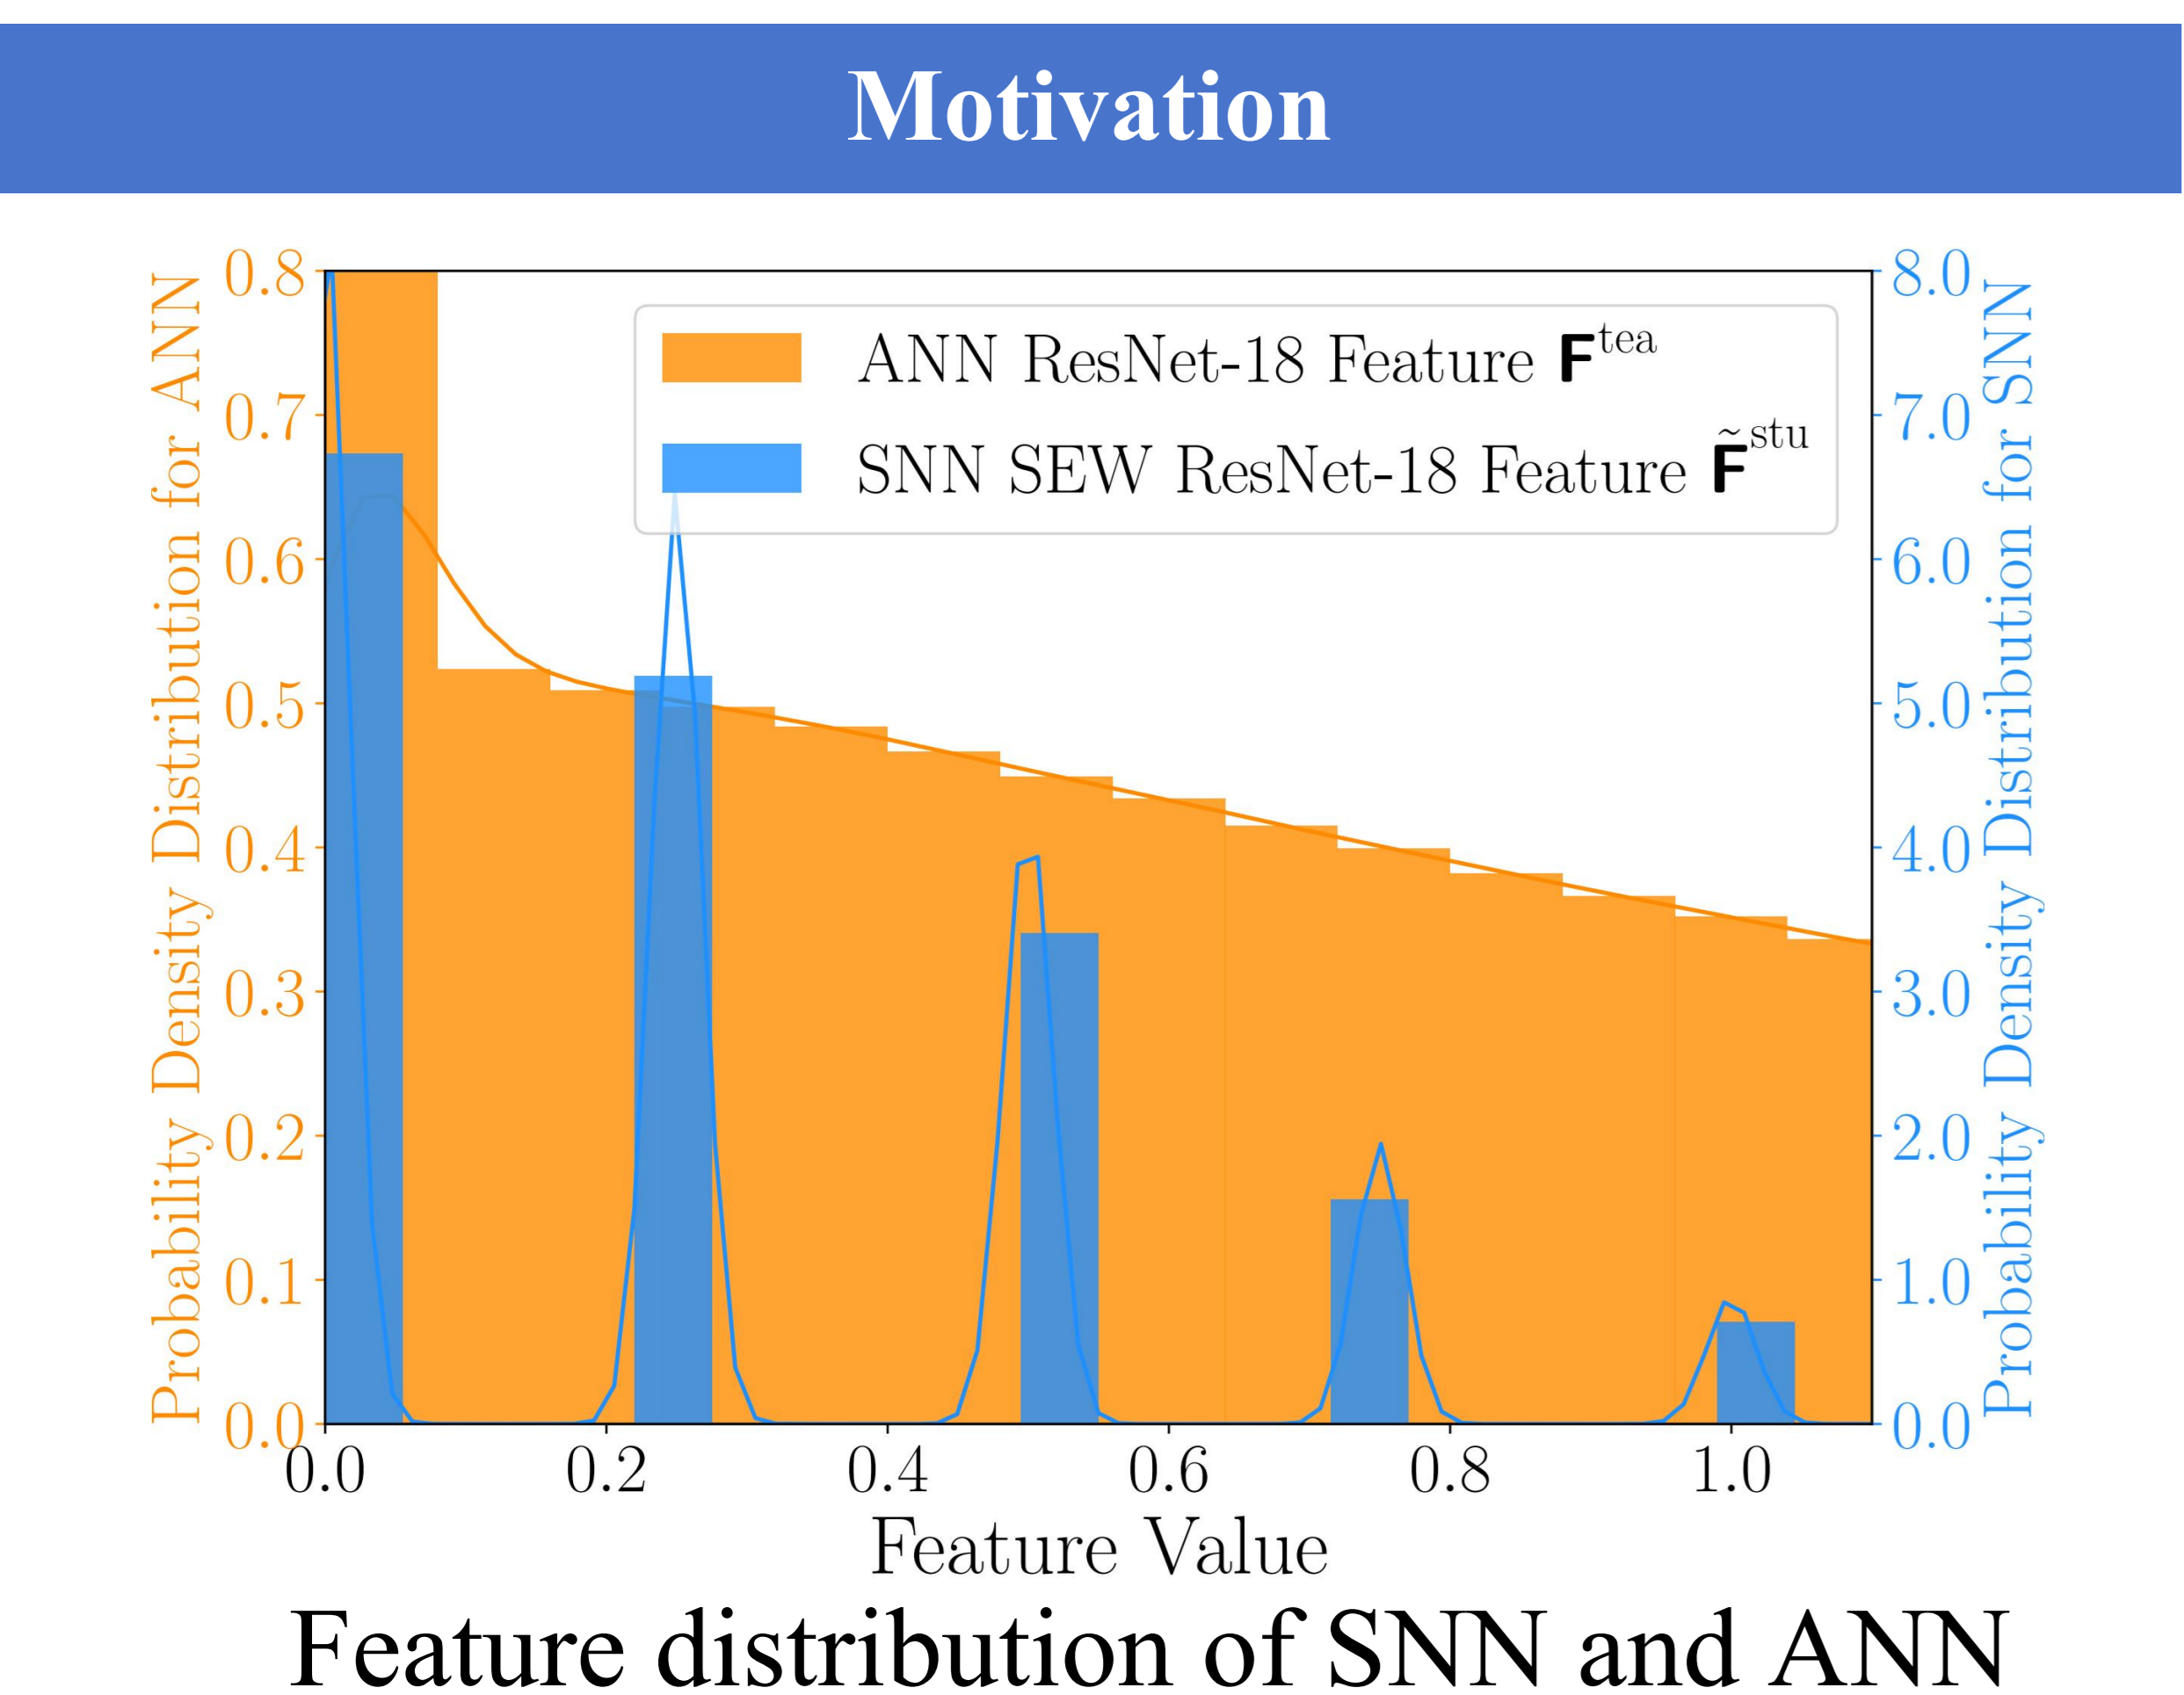 Motivation
Probability Density Distribution for ANN
0.8
0.7
0.6
0.5
0.4
0.3
0.2
0.1
0.0
ANN ResNet-18 Feature F^tea
SNN SEW ResNet-18 Feature F̃^stu
8.0
7.0
6.0
5.0
4.0
3.0
2.0
1.0
0.0
Probability Density Distribution for SNN
0.0 0.2 0.4 0.6 0.8 1.0
Feature Value
Feature distribution of SNN and ANN